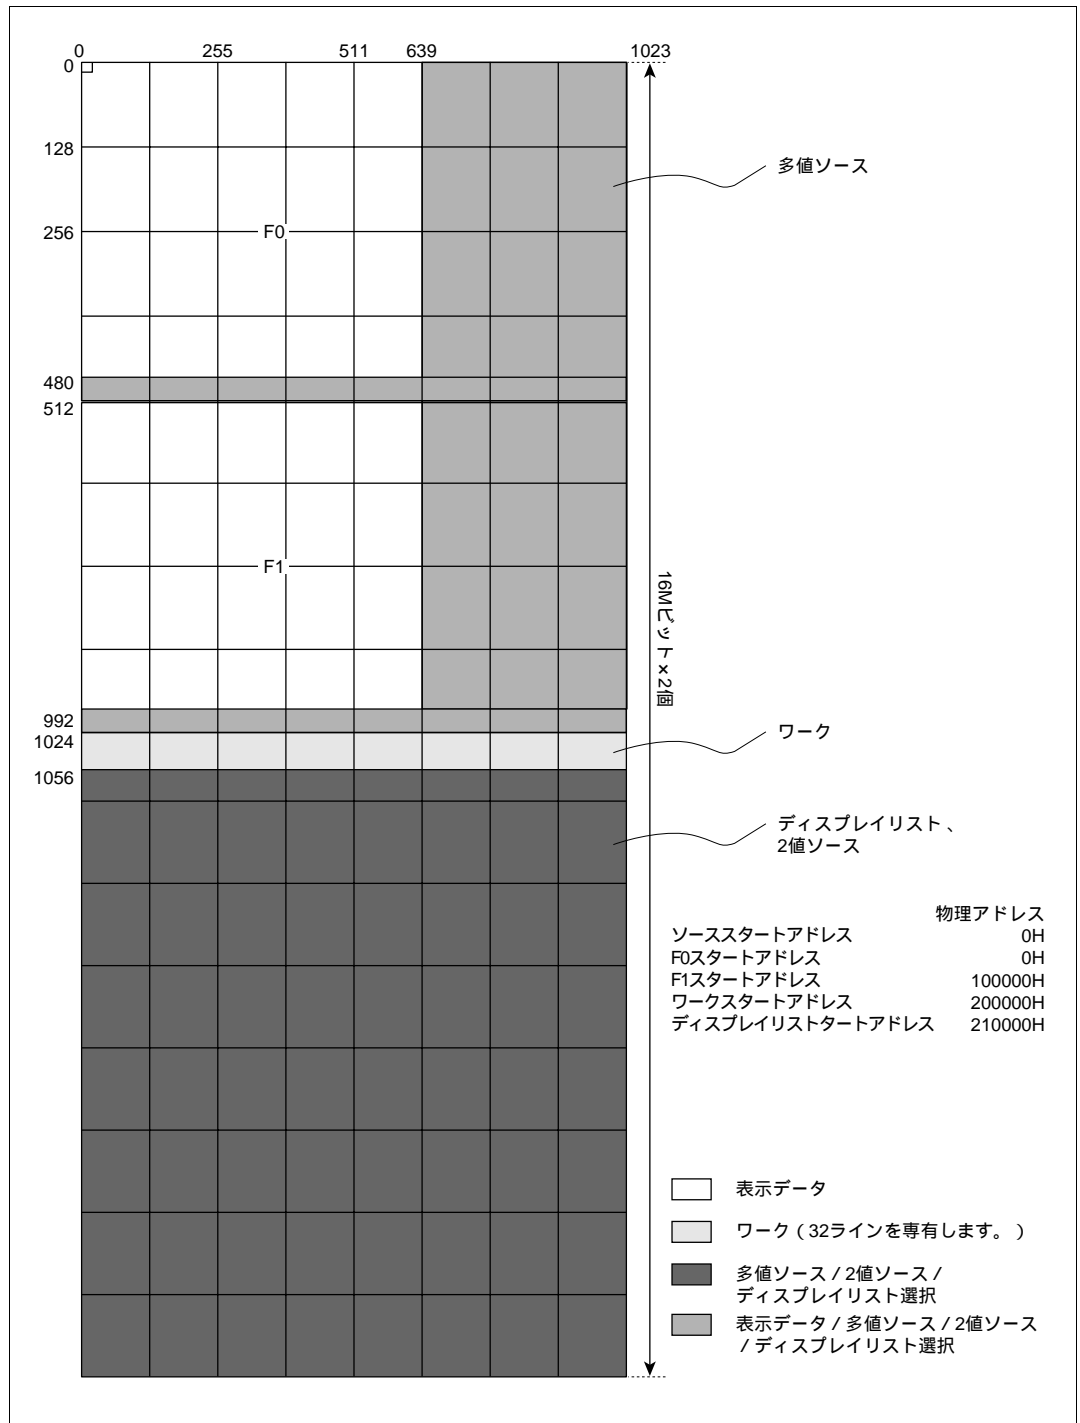 0 255 511 639 1023
0
128
多値ソース
256
F0
480
512
F1
16Mビット×2個
992
1024
ワーク
1056
ディスプレイリスト、
2値ソース
物理アドレス
ソーススタートアドレス 0H
F0スタートアドレス 0H
F1スタートアドレス 100000H
ワークスタートアドレス 200000H
ディスプレイリストタートアドレス 210000H
表示データ
ワーク(32ラインを専有します。)
多値ソース/2値ソース/
ディスプレイリスト選択
表示データ/多値ソース/2値ソース
/ディスプレイリスト選択